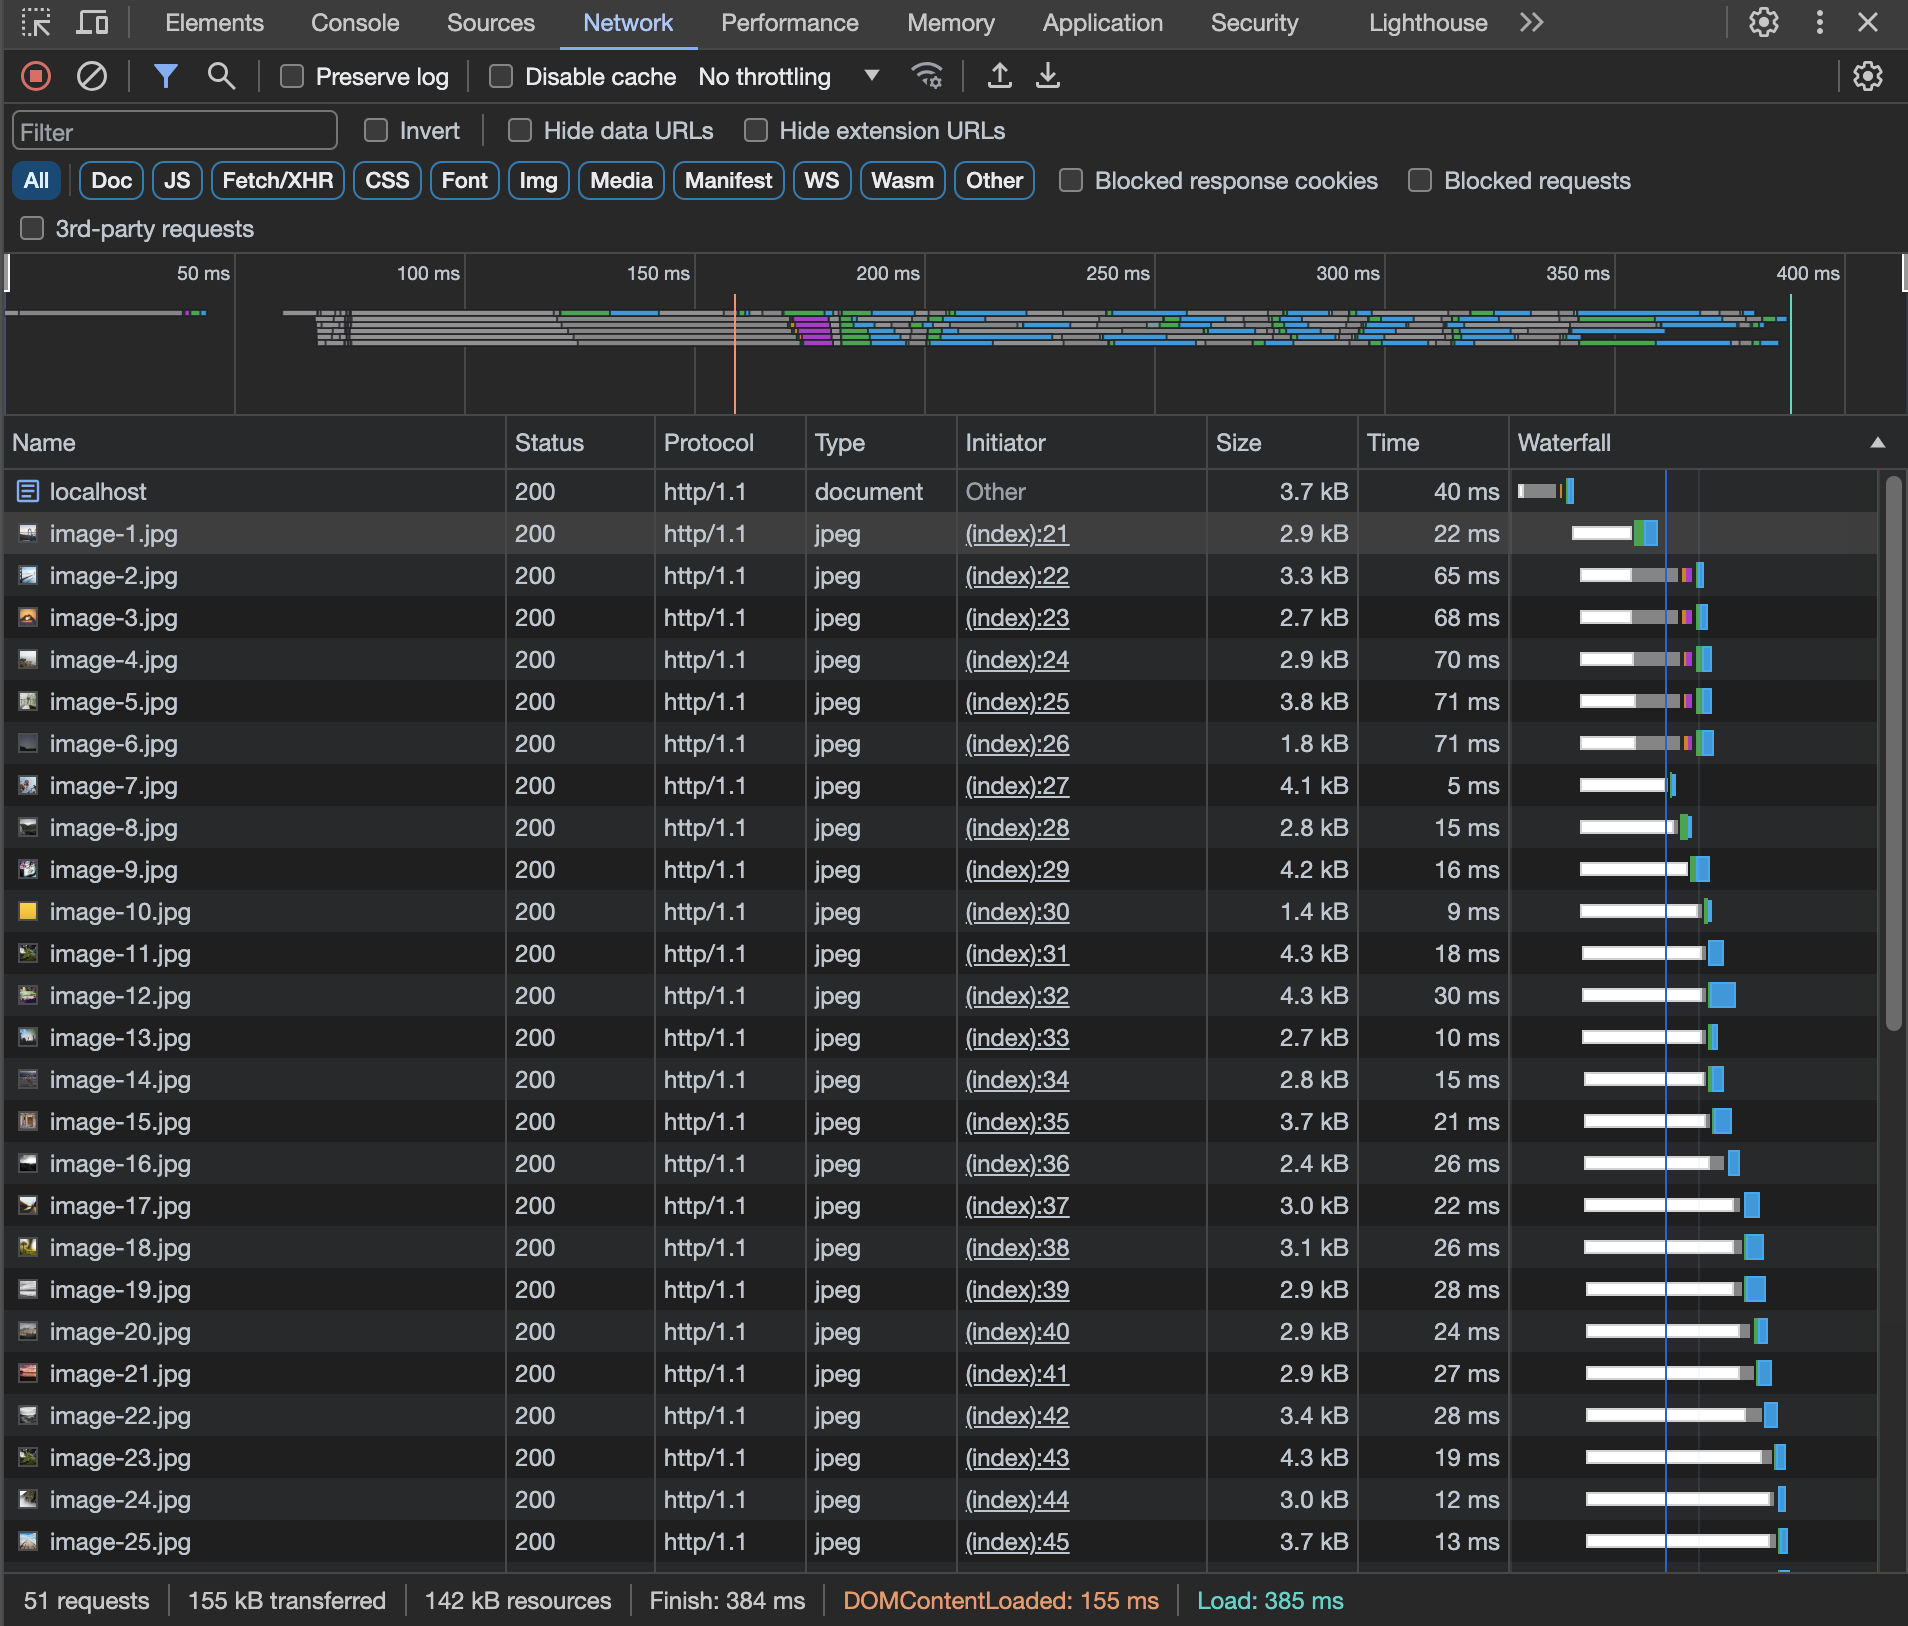 Elements Console Sources Network Performance Memory Application Security Lighthouse
Preserve log Disable cache No throttling
Filter Invert Hide data URLs Hide extension URLs
All Doc JS Fetch/XHR CSS Font Img Media Manifest WS Wasm Other Blocked response cookies Blocked requests
3rd-party requests
50 ms 100 ms 150 ms 200 ms 250 ms 300 ms 350 ms 400 ms
Name Status Protocol Type Initiator Size Time Waterfall
localhost 200 http/1.1 document Other 3.7 kB 40 ms
image-1.jpg 200 http/1.1 jpeg (index):21 2.9 kB 22 ms
image-2.jpg 200 http/1.1 jpeg (index):22 3.3 kB 65 ms
image-3.jpg 200 http/1.1 jpeg (index):23 2.7 kB 68 ms
image-4.jpg 200 http/1.1 jpeg (index):24 2.9 kB 70 ms
image-5.jpg 200 http/1.1 jpeg (index):25 3.8 kB 71 ms
image-6.jpg 200 http/1.1 jpeg (index):26 1.8 kB 71 ms
image-7.jpg 200 http/1.1 jpeg (index):27 4.1 kB 5 ms
image-8.jpg 200 http/1.1 jpeg (index):28 2.8 kB 15 ms
image-9.jpg 200 http/1.1 jpeg (index):29 4.2 kB 16 ms
image-10.jpg 200 http/1.1 jpeg (index):30 1.4 kB 9 ms
image-11.jpg 200 http/1.1 jpeg (index):31 4.3 kB 18 ms
image-12.jpg 200 http/1.1 jpeg (index):32 4.3 kB 30 ms
image-13.jpg 200 http/1.1 jpeg (index):33 2.7 kB 10 ms
image-14.jpg 200 http/1.1 jpeg (index):34 2.8 kB 15 ms
image-15.jpg 200 http/1.1 jpeg (index):35 3.7 kB 21 ms
image-16.jpg 200 http/1.1 jpeg (index):36 2.4 kB 26 ms
image-17.jpg 200 http/1.1 jpeg (index):37 3.0 kB 22 ms
image-18.jpg 200 http/1.1 jpeg (index):38 3.1 kB 26 ms
image-19.jpg 200 http/1.1 jpeg (index):39 2.9 kB 28 ms
image-20.jpg 200 http/1.1 jpeg (index):40 2.9 kB 24 ms
image-21.jpg 200 http/1.1 jpeg (index):41 2.9 kB 27 ms
image-22.jpg 200 http/1.1 jpeg (index):42 3.4 kB 28 ms
image-23.jpg 200 http/1.1 jpeg (index):43 4.3 kB 19 ms
image-24.jpg 200 http/1.1 jpeg (index):44 3.0 kB 12 ms
image-25.jpg 200 http/1.1 jpeg (index):45 3.7 kB 13 ms
51 requests 155 kB transferred 142 kB resources Finish: 384 ms DOMContentLoaded: 155 ms Load: 385 ms